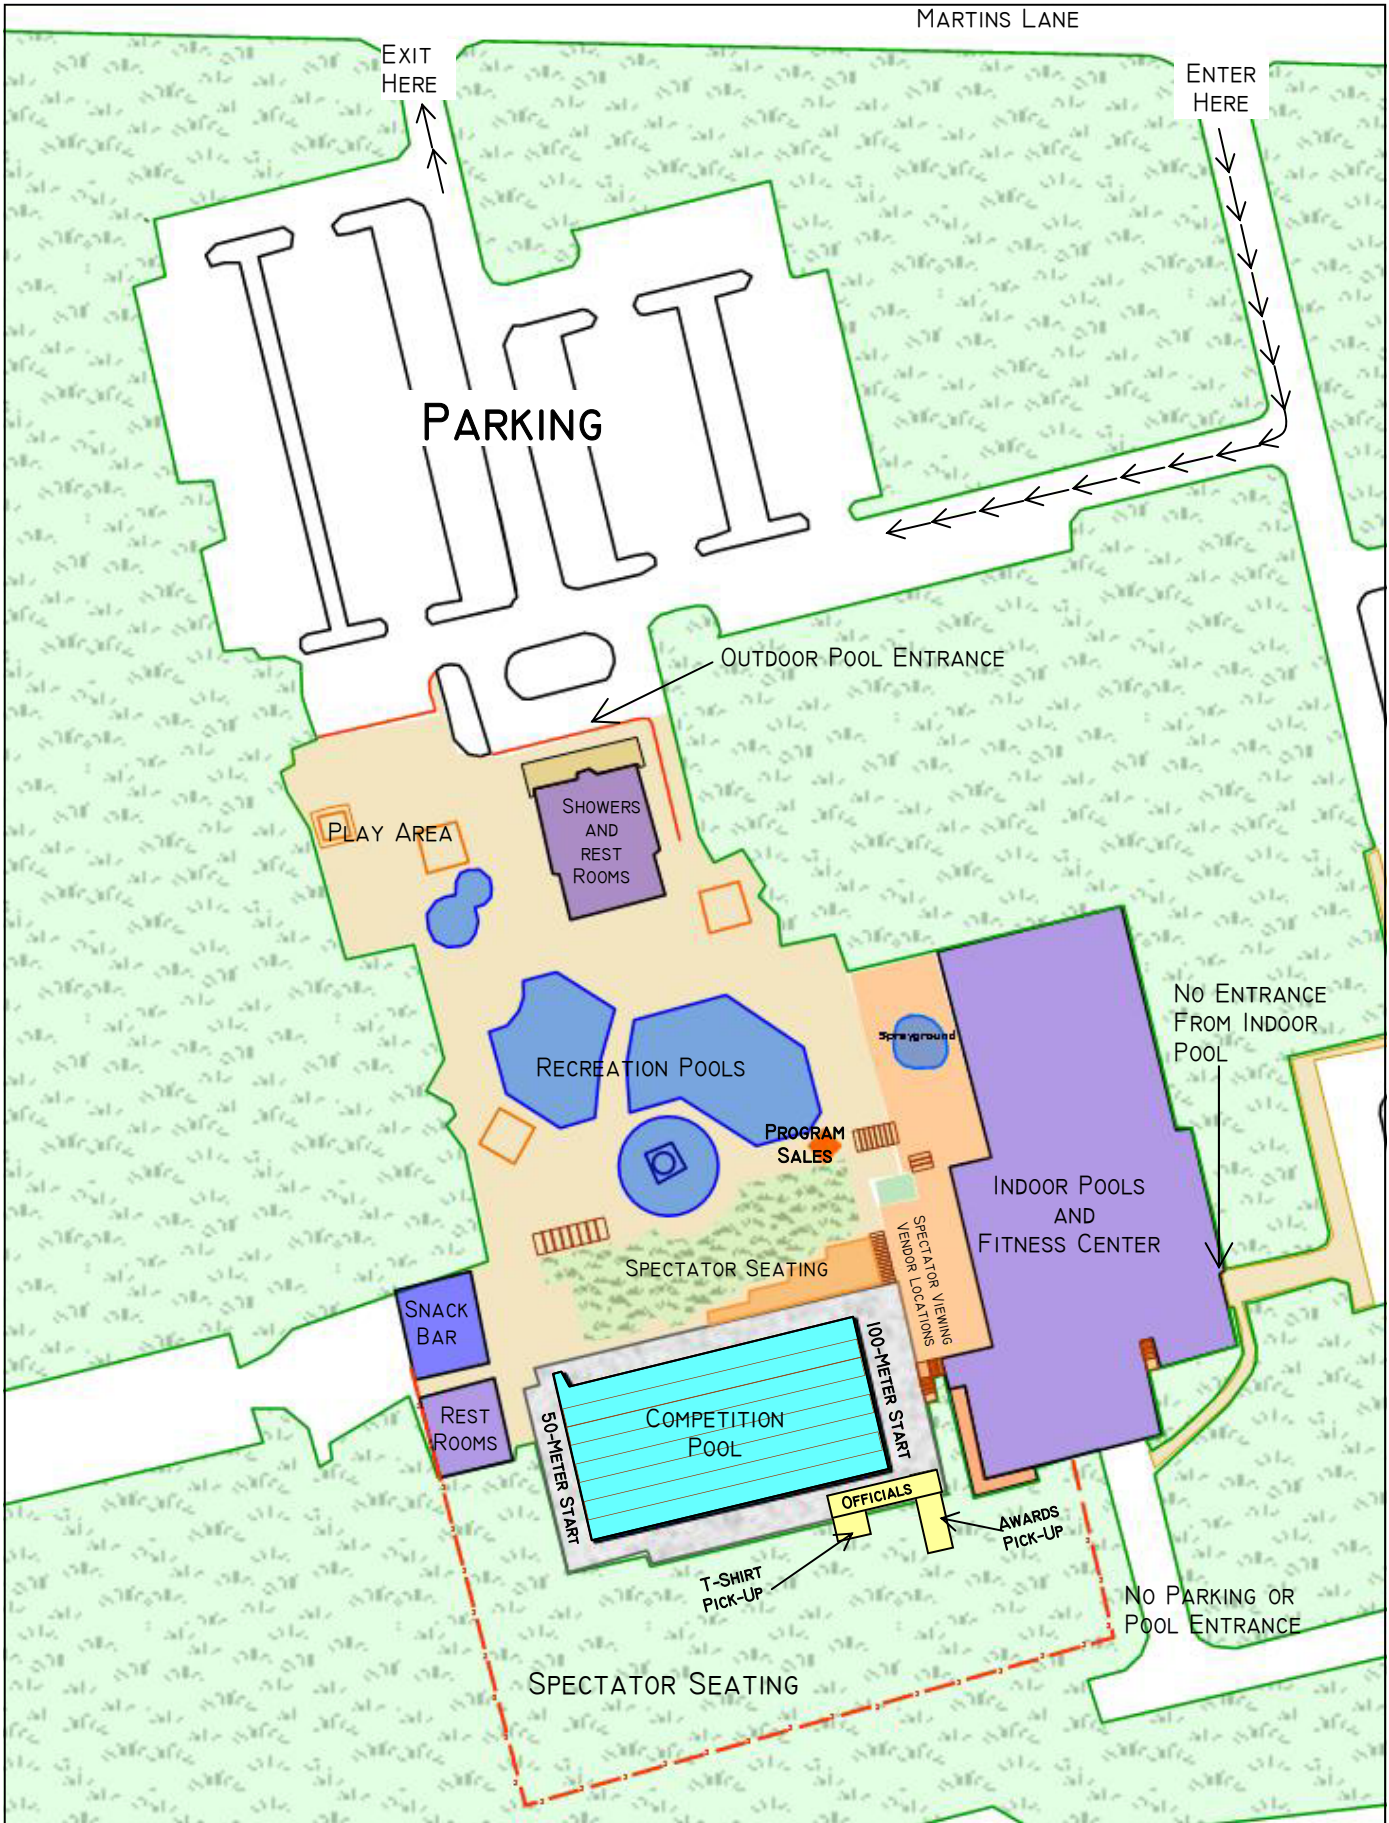 MARTINS LANE
EXIT
HERE
ENTER
HERE
PARKING
OUTDOOR POOL ENTRANCE
SHOWERS
AND
REST
ROOMS
PLAY AREA
NO ENTRANCE
FROM INDOOR
POOL
Sprayground
RECREATION POOLS
PROGRAM
SALES
INDOOR POOLS
AND
FITNESS CENTER
SPECTATOR VIEWING
VENDOR LOCATIONS
SPECTATOR SEATING
SNACK
BAR
100-METER START
COMPETITION
POOL
REST
ROOMS
50-METER START
OFFICIALS
AWARDS
PICK-UP
T-SHIRT
PICK-UP
NO PARKING OR
POOL ENTRANCE
SPECTATOR SEATING